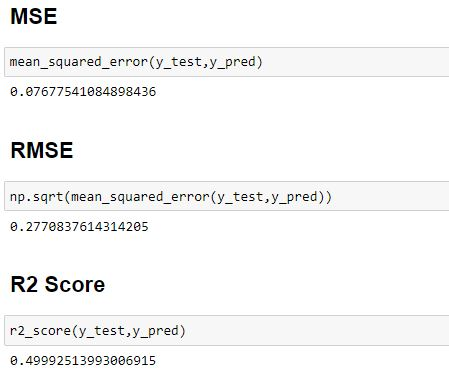 MSE
mean_squared_error(y_test,y_pred)
0.07677541084898436
RMSE
np.sqrt(mean_squared_error(y_test,y_pred))
0.2770837614314205
R2 Score
r2_score(y_test,y_pred)
0.49992513993006915